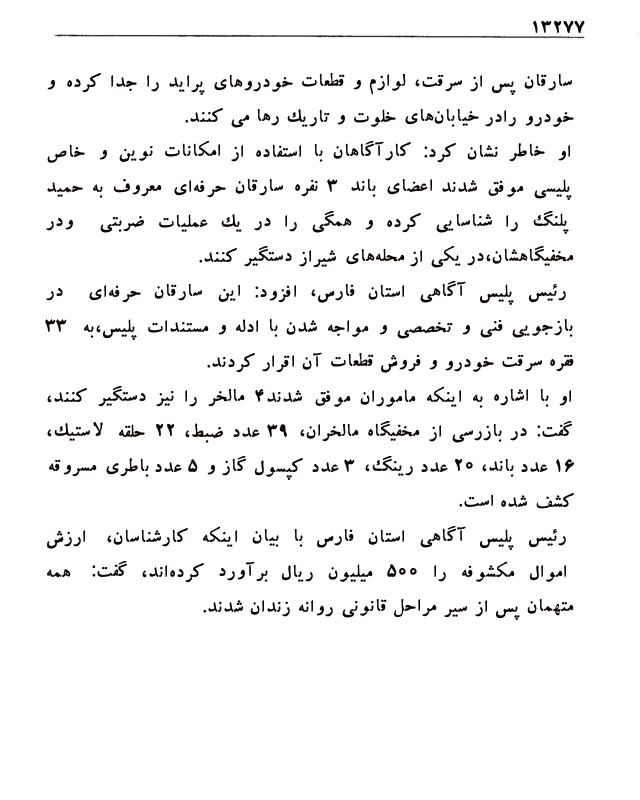 ۱۳۲۷۷
سارقان پس از سرقت، لوازم و قطعات خودروهای پراید را جدا کرده و
خودرو رادر خیابان‌های خلوت و تاریك رها می کنند.
او خاطر نشان کرد: کارآگاهان با استفاده از امکانات نوین و خاص
پلیسی موفق شدند اعضای باند ۳ نفره سارقان حرفه‌ای معروف به حمید
پلنگ را شناسایی کرده و همگی را در یك عملیات ضربتی ودر
مخفیگاهشان،در یکی از محله‌های شیراز دستگیر کنند.
رئیس پلیس آگاهی استان فارس، افزود: این سارقان حرفه‌ای در
بازجویی فنی و تخصصی و مواجه شدن با ادله و مستندات پلیس،به ۳۳
فقره سرقت خودرو و فروش قطعات آن اقرار کردند.
او با اشاره به اینکه ماموران موفق شدند۴ مالخر را نیز دستگیر کنند،
گفت: در بازرسی از مخفیگاه مالخران، ۳۹ عدد ضبط، ۲۲ حلقه لاستیك،
۱۶ عدد باند، ۲۰ عدد رینگ، ۳ عدد کپسول گاز و ۵ عدد باطری مسروقه
کشف شده است.
رئیس پلیس آگاهی استان فارس با بیان اینکه کارشناسان، ارزش
اموال مکشوفه را ۵۰۰ میلیون ریال برآورد کرده‌اند، گفت: همه
متهمان پس از سیر مراحل قانونی روانه زندان شدند.